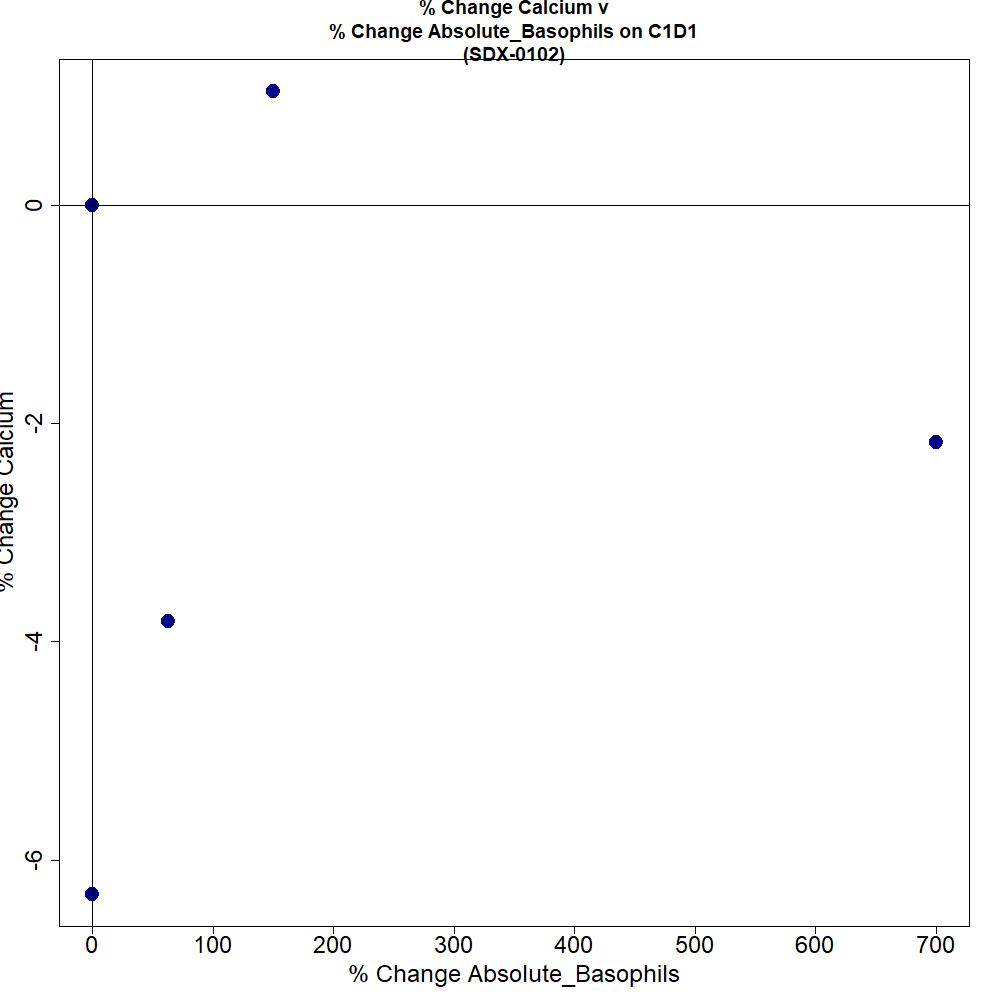 % Change Calcium v
% Change Absolute_Basophils on C1D1
(SDX-0102)
% Change Calcium
0
-2
-4
-6
0 100 200 300 400 500 600 700
% Change Absolute_Basophils